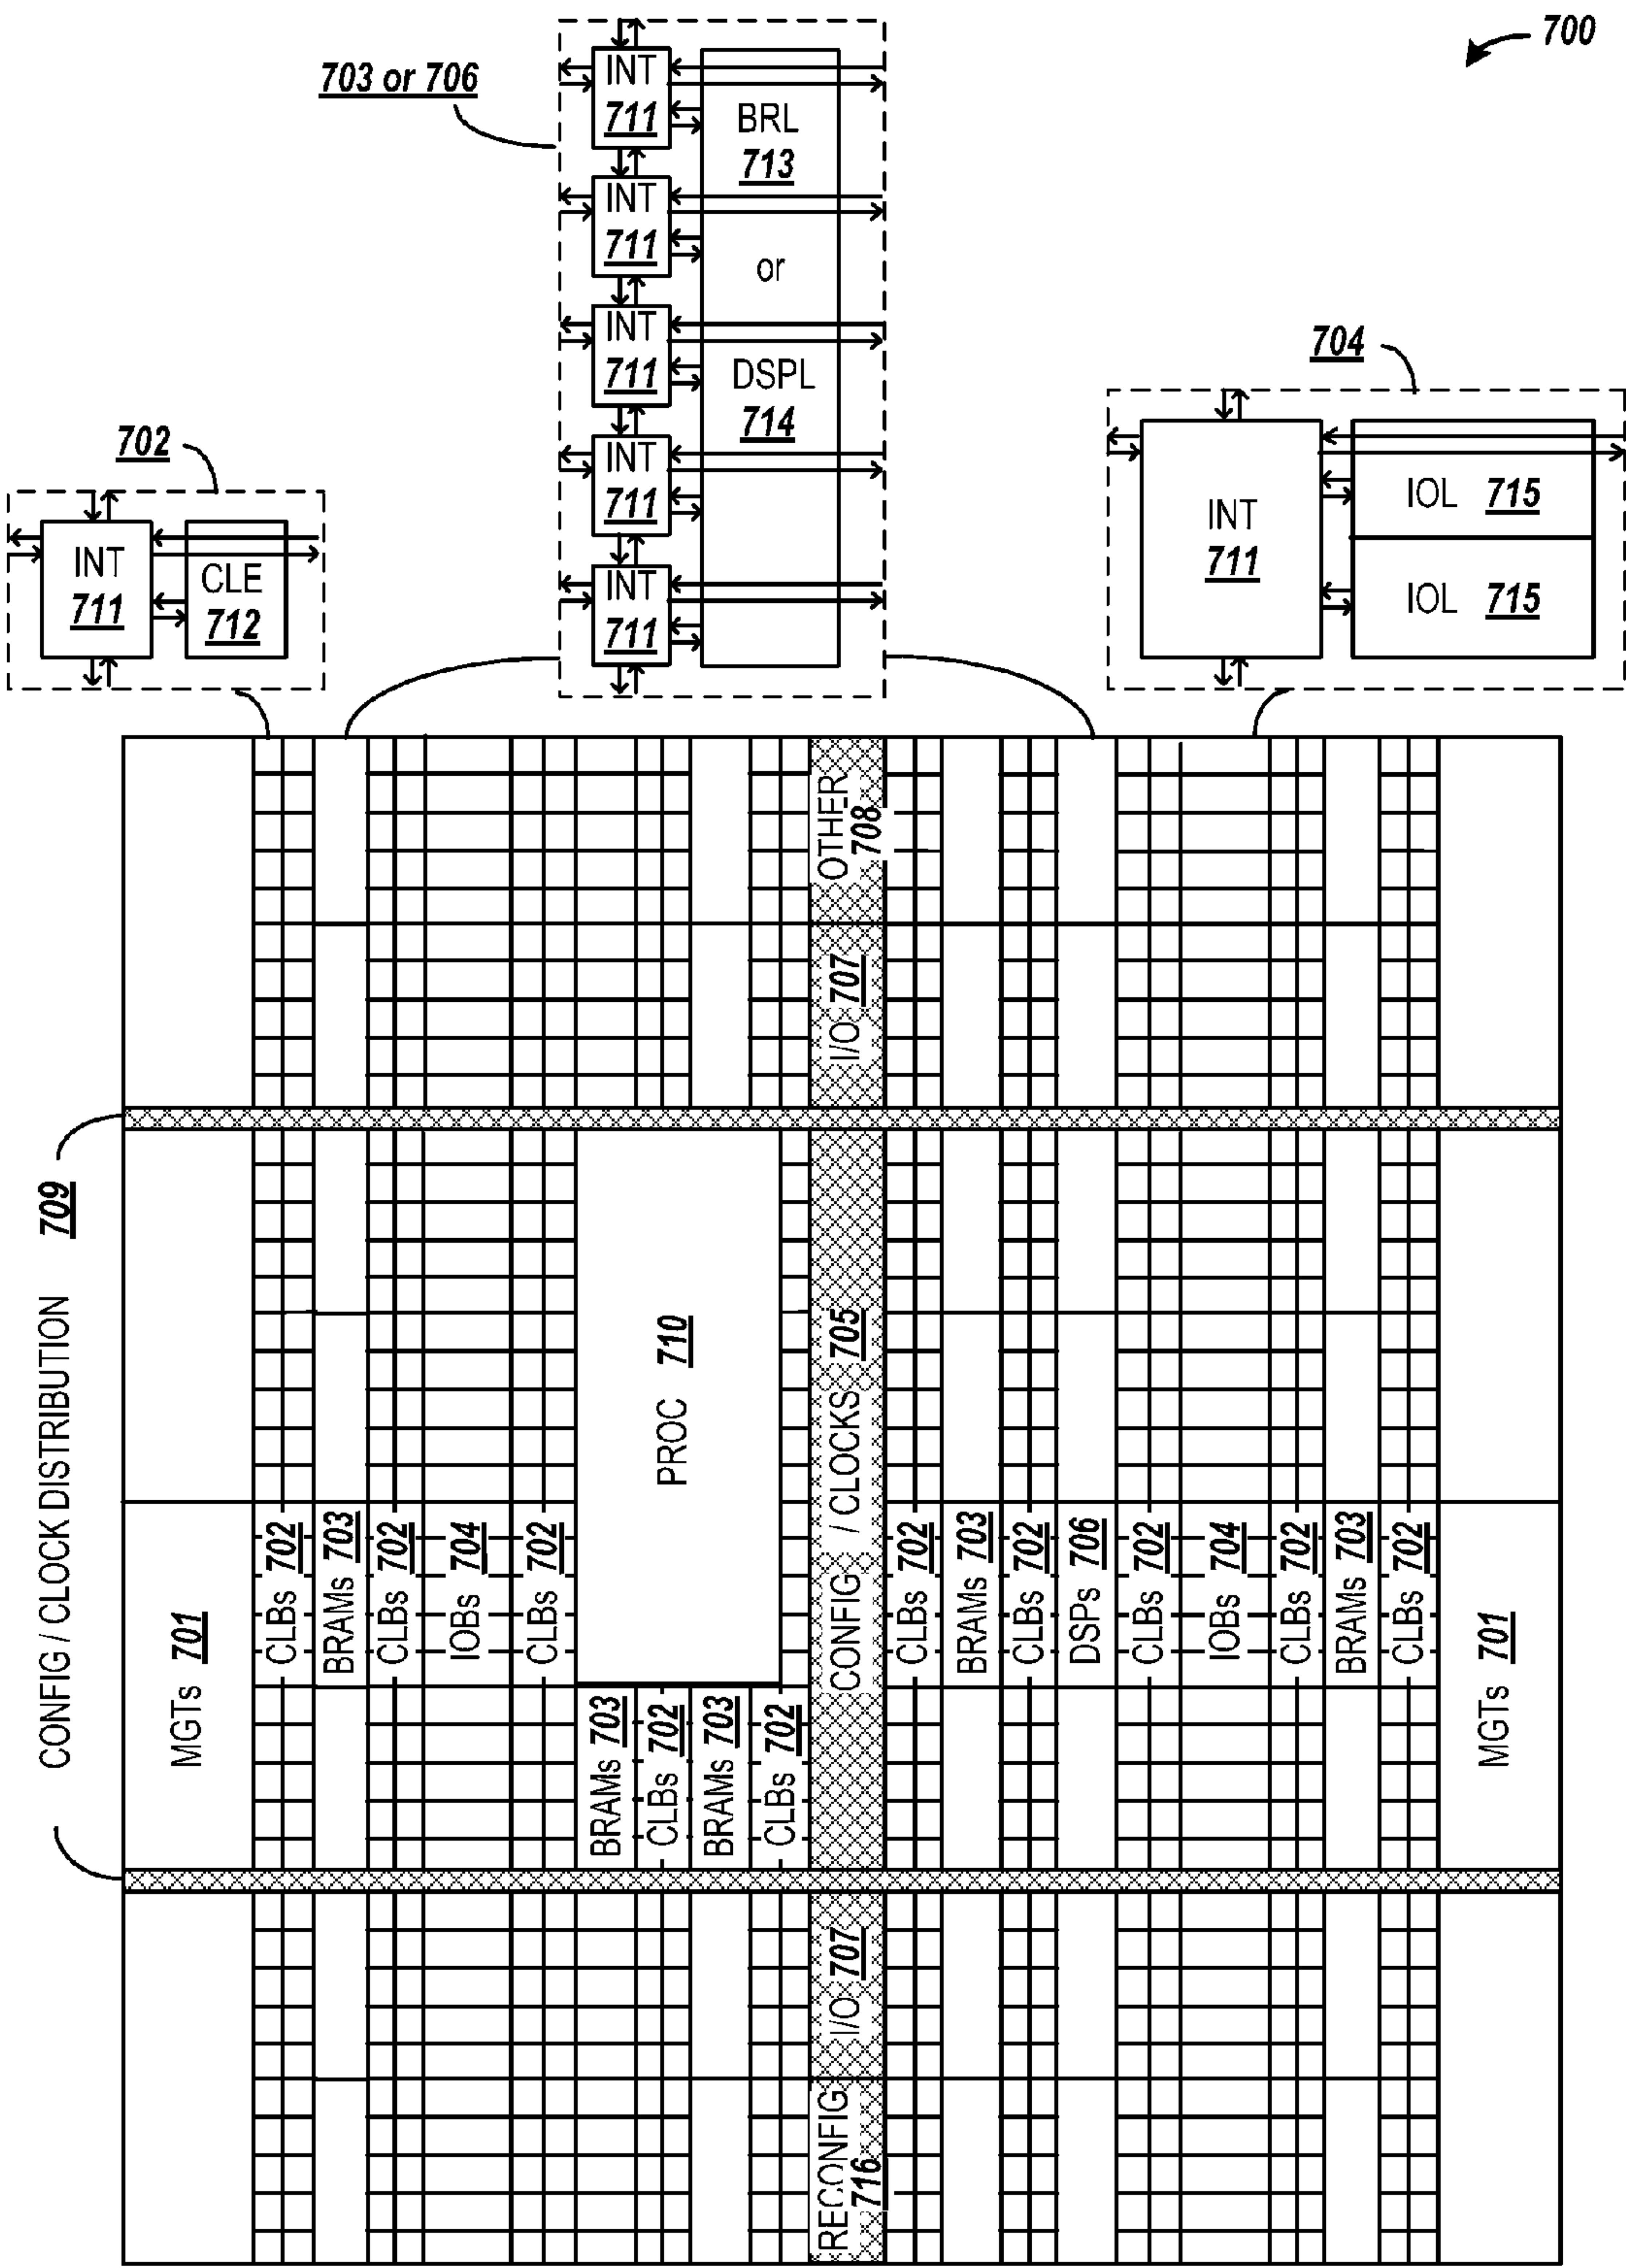 700
703 or 706
INT
711
INT
711
INT
711
INT
711
INT
711
BRL
713
or
DSPL
714
702
INT
711
CLE
712
704
INT
711
IOL 715
IOL 715
OTHER
708
I/O 707
CONFIG / CLOCK DISTRIBUTION 709
MGTs 701
CLBs 702
BRAMs 703
CLBs 702
IOBs 704
CLBs 702
PROC 710
BRAMs 703
CLBs 702
BRAMs 703
CLBs 702
CONFIG / CLOCKS 705
CLBs 702
BRAMs 703
CLBs 702
DSPs 706
CLBs 702
IOBs 704
CLBs 702
BRAMs 703
CLBs 702
MGTs 701
I/O 707
RECONFIG
716